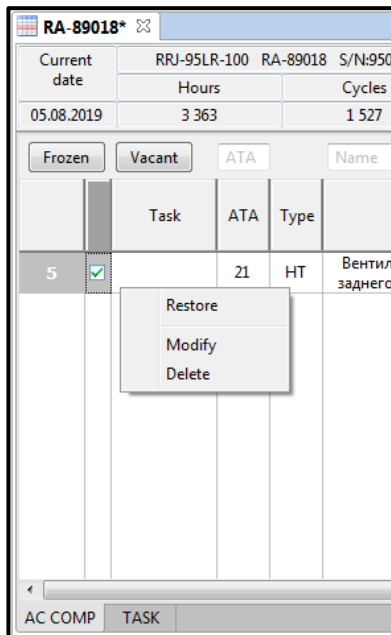 RA-89018*
Current
date
RRJ-95LR-100 RA-89018 S/N:950
Hours
Cycles
05.08.2019
3 363
1 527
Frozen
Vacant
ATA
Name
Task
ATA
Type
5
21
HT
Вентил
заднего
Restore
Modify
Delete
AC COMP
TASK